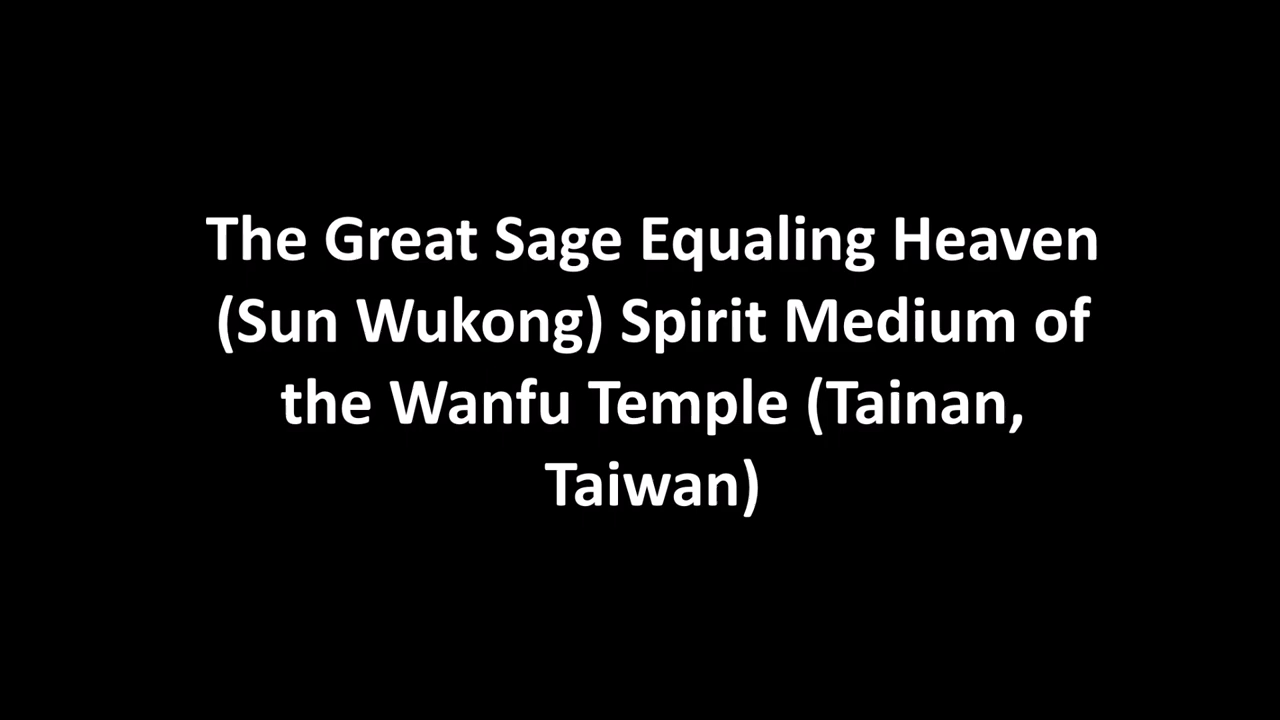 The Great Sage Equaling Heaven
(Sun Wukong) Spirit Medium of
the Wanfu Temple (Tainan,
Taiwan)